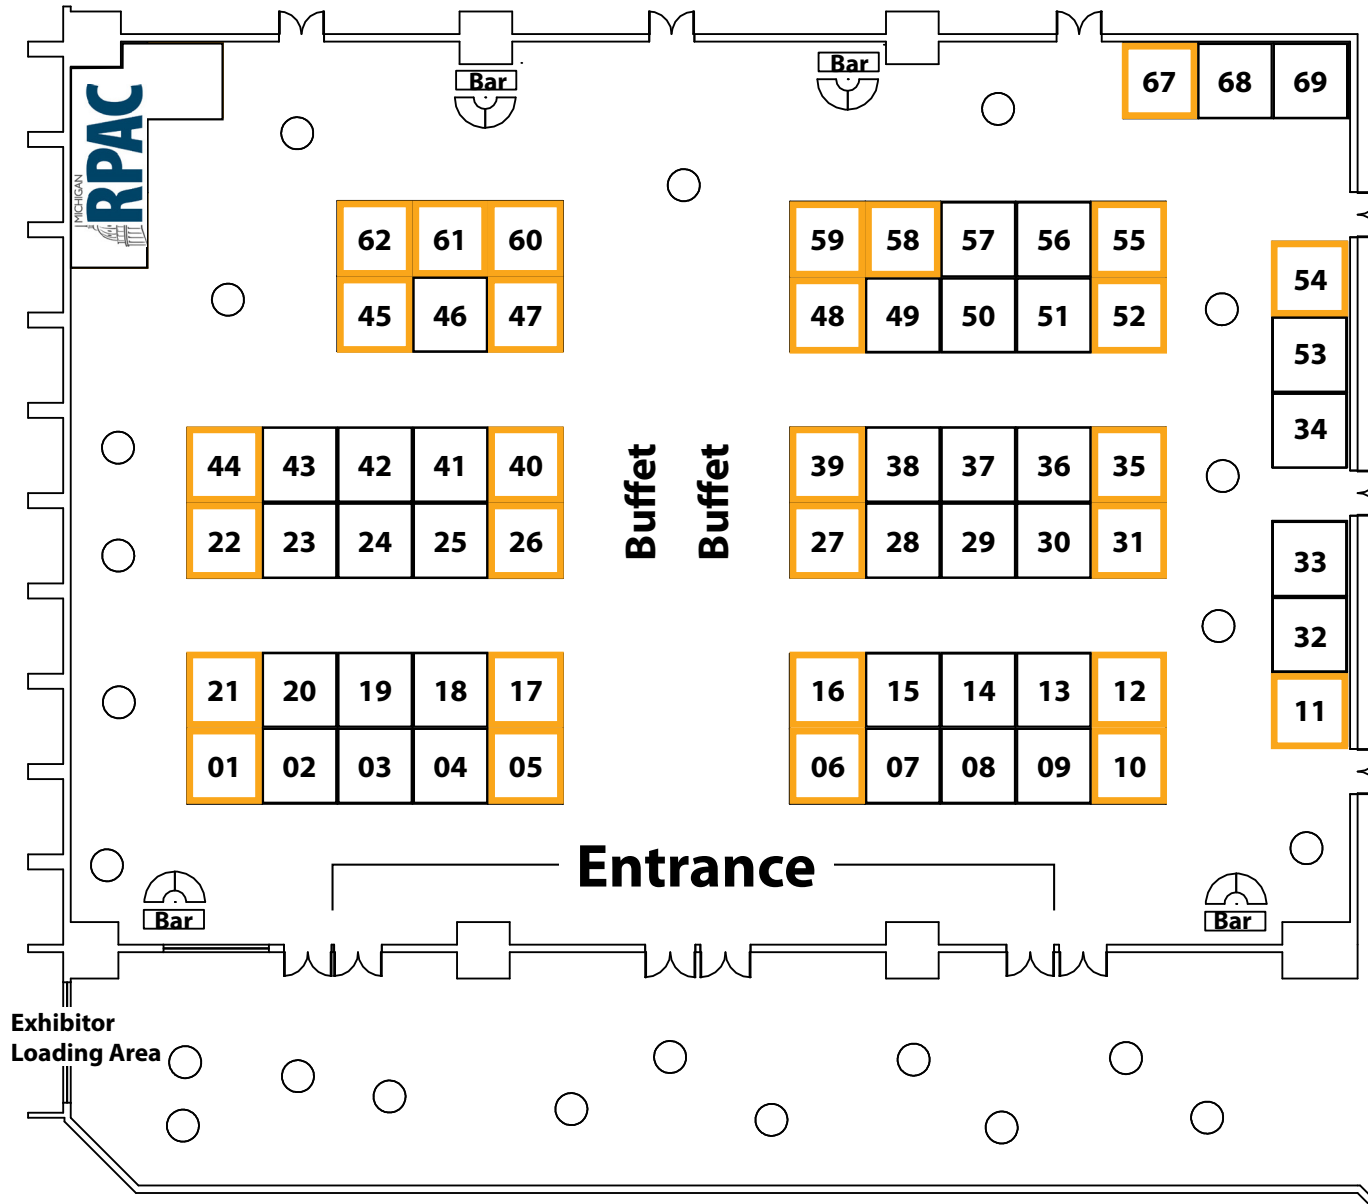 Bar
Bar
67 68 69
MICHIGAN
RPAC
62 61 60
59 58 57 56 55
54
45 46 47
48 49 50 51 52
53
34
44 43 42 41 40
39 38 37 36 35
Buffet
Buffet
22 23 24 25 26
27 28 29 30 31
33
32
21 20 19 18 17
16 15 14 13 12
11
01 02 03 04 05
06 07 08 09 10
Entrance
Bar
Bar
Exhibitor
Loading Area